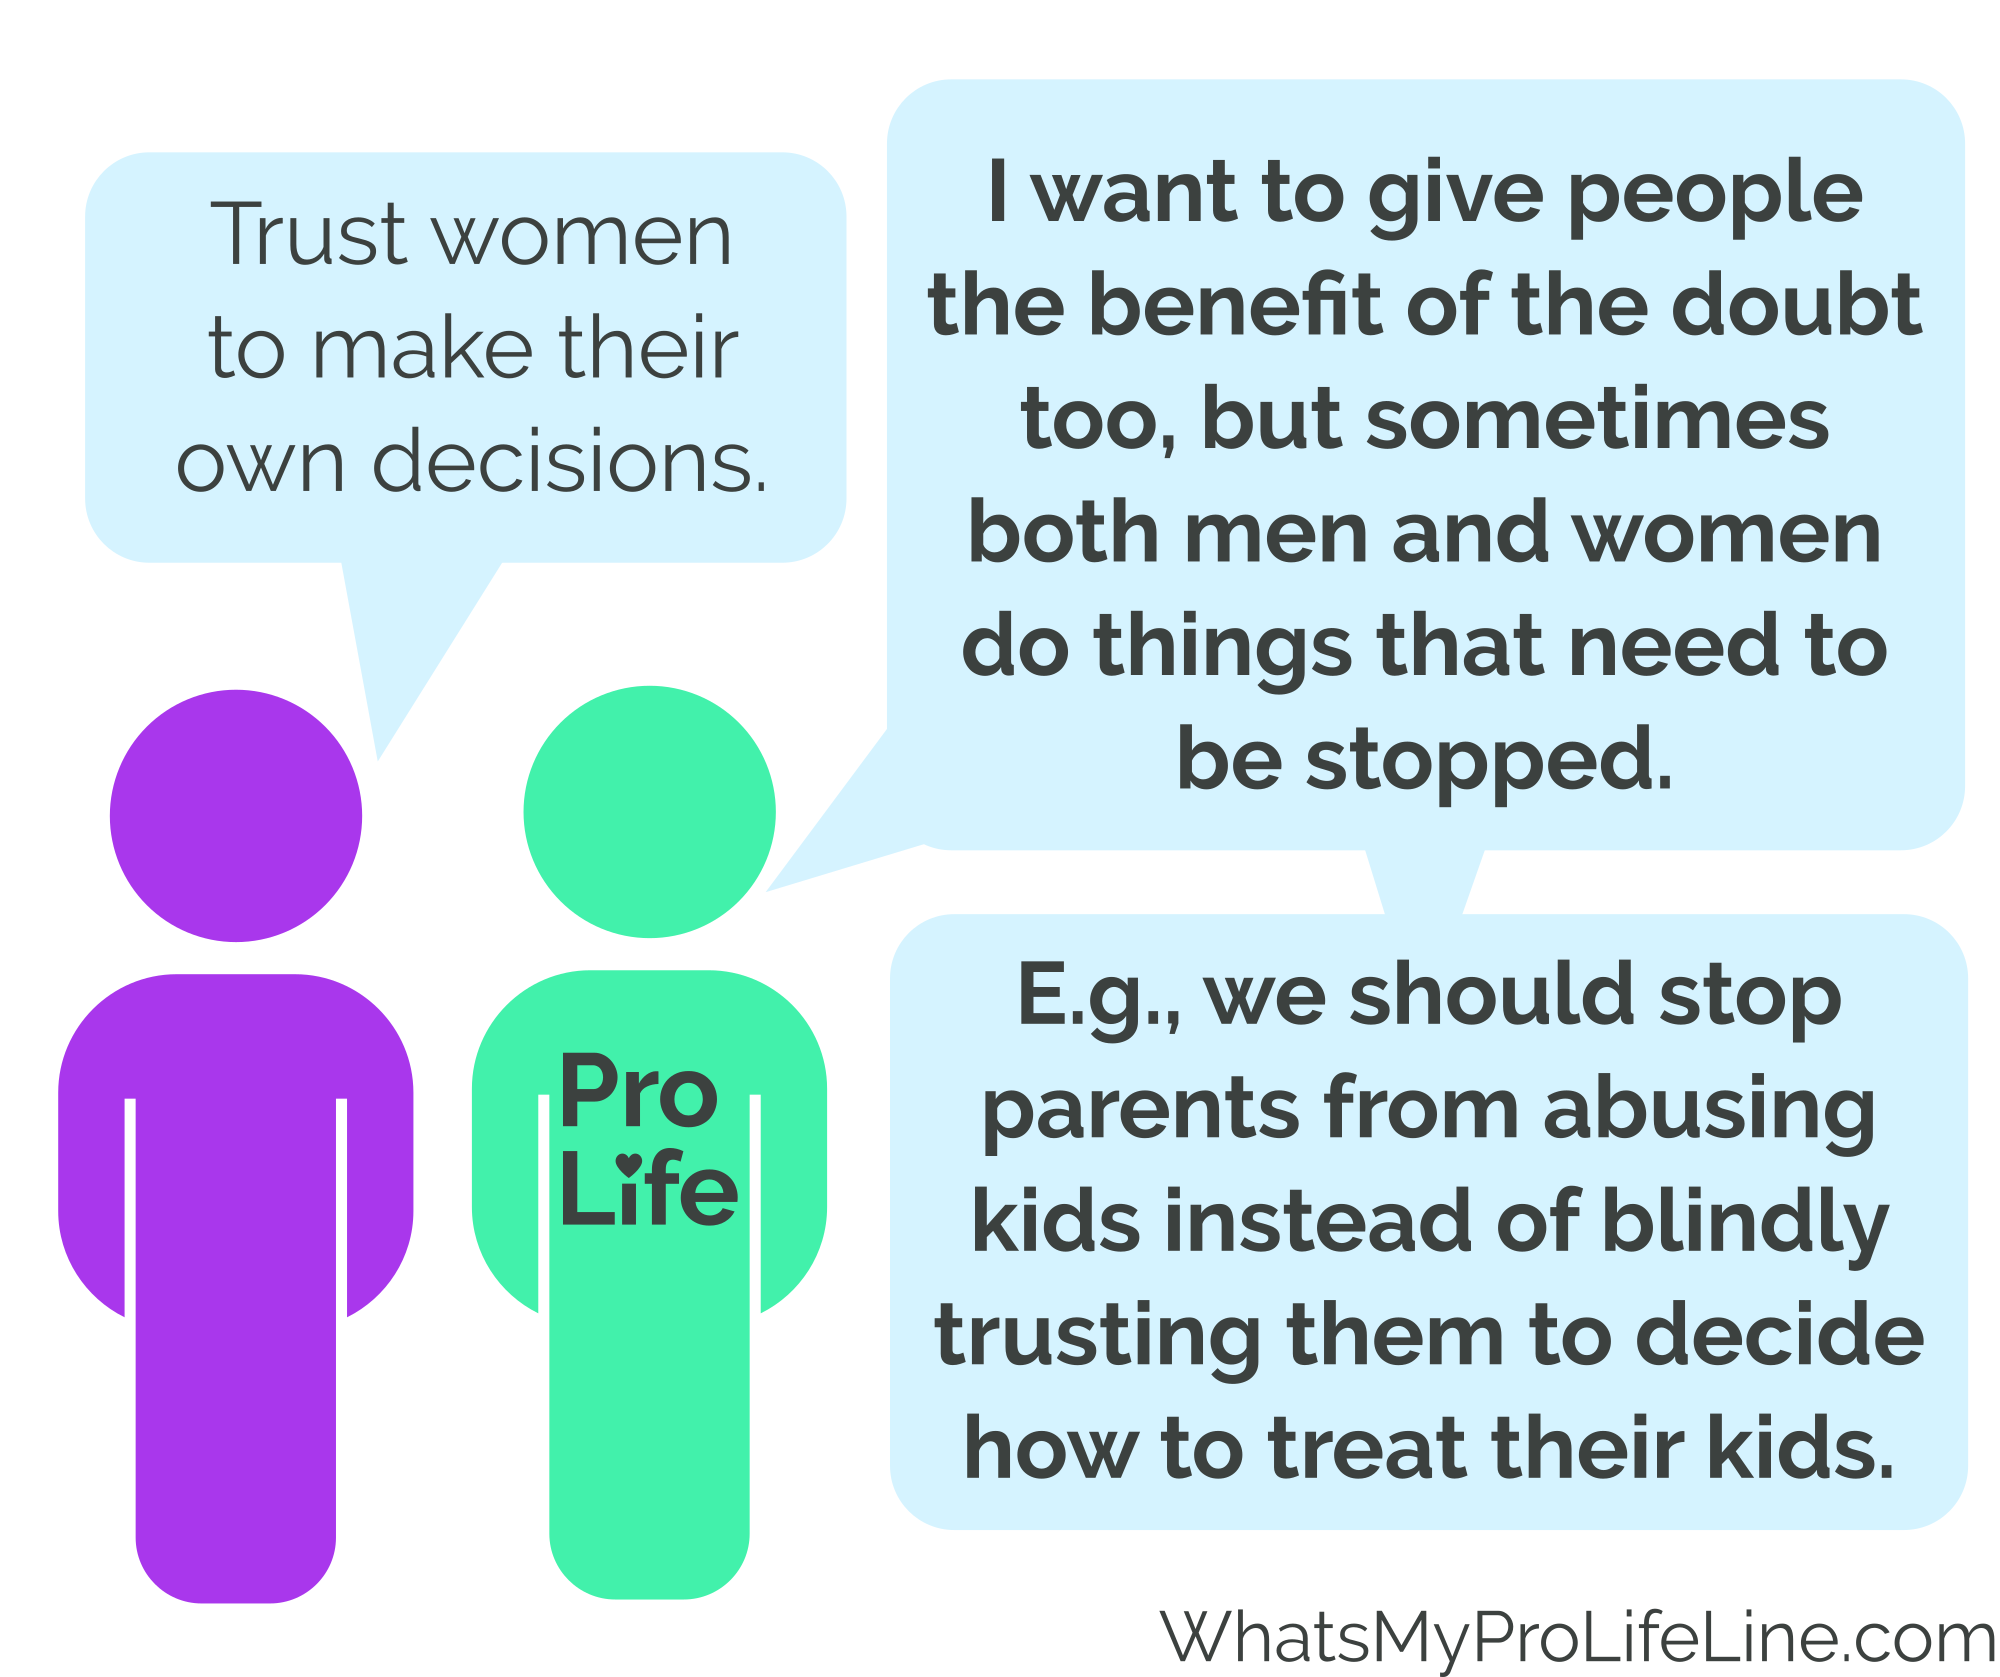 Trust women
to make their
own decisions.
I want to give people
the benefit of the doubt
too, but sometimes
both men and women
do things that need to
be stopped.
E.g., we should stop
parents from abusing
kids instead of blindly
trusting them to decide
how to treat their kids.
Pro
Life
WhatsMyProLifeLine.com